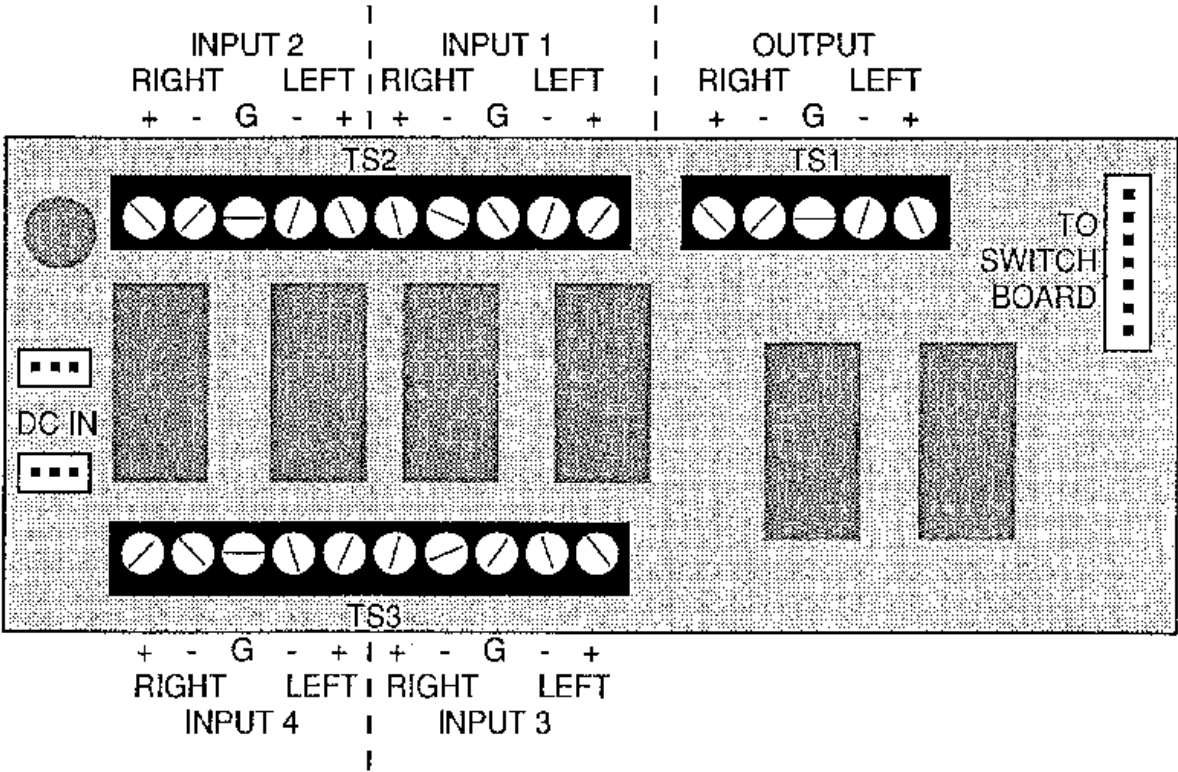 INPUT 2 INPUT 1 OUTPUT
RIGHT LEFT RIGHT LEFT RIGHT LEFT
+ - G - + + - G - + + - G - +
TS2 TS1
TO
SWITCH
BOARD
DC IN
TS3
+ - G - + + - G - +
RIGHT LEFT RIGHT LEFT
INPUT 4 INPUT 3